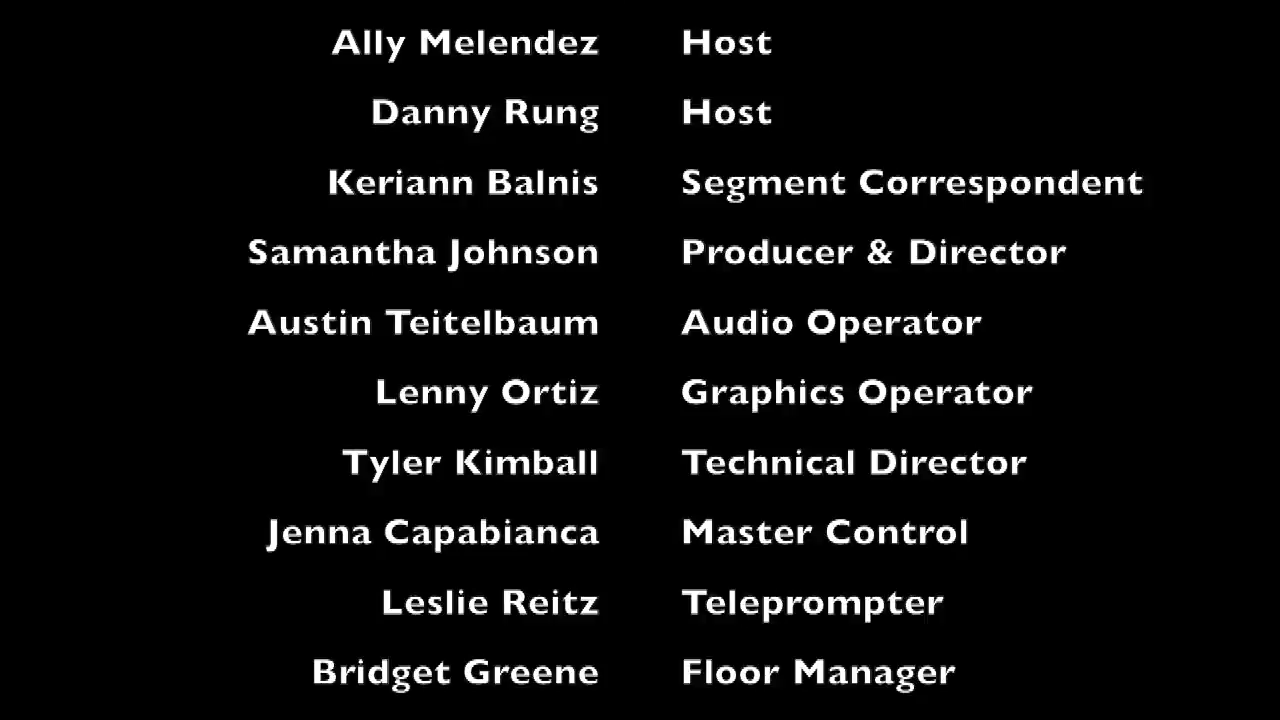 Ally Melendez Host
Danny Rung Host
Keriann Balnis Segment Correspondent
Samantha Johnson Producer & Director
Austin Teitelbaum Audio Operator
Lenny Ortiz Graphics Operator
Tyler Kimball Technical Director
Jenna Capabianca Master Control
Leslie Reitz Teleprompter
Bridget Greene Floor Manager